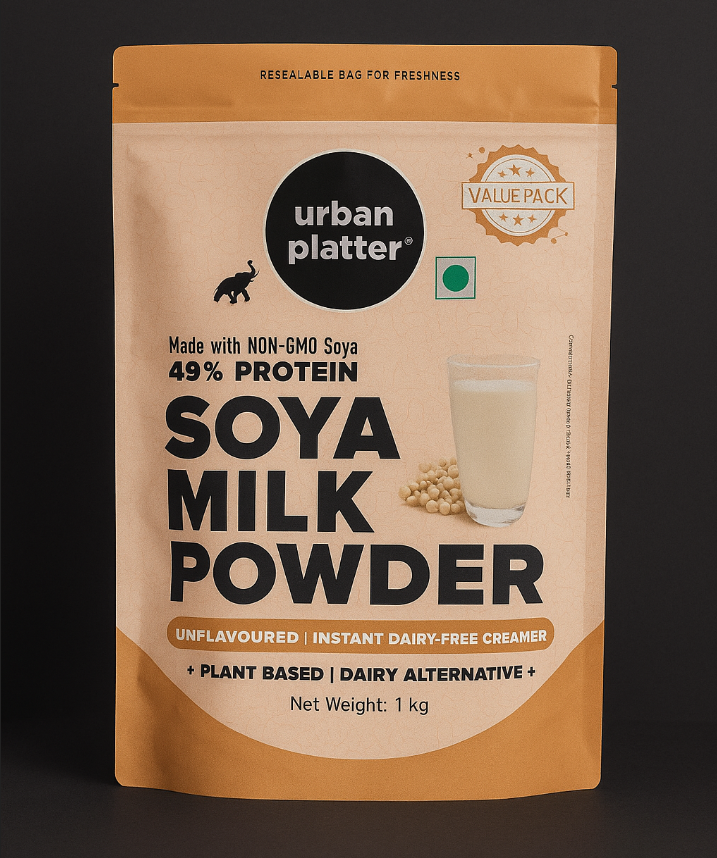 RESEALABLE BAG FOR FRESHNESS
urban
platter®
VALUE PACK
Made with NON-GMO Soya
49% PROTEIN
SOYA
MILK
POWDER
UNFLAVOURED | INSTANT DAIRY-FREE CREAMER
+ PLANT BASED | DAIRY ALTERNATIVE +
Net Weight: 1 kg